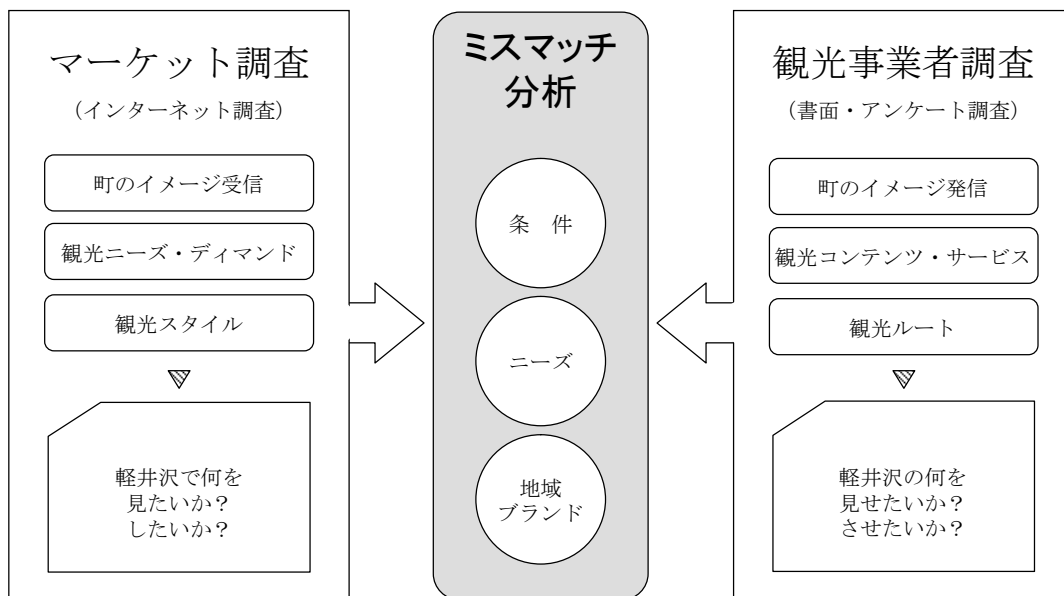 マーケット調査
（インターネット調査）
町のイメージ受信
観光ニーズ・ディマンド
観光スタイル
軽井沢で何を
見たいか？
したいか？
ミスマッチ
分析
条　件
ニーズ
地域
ブランド
観光事業者調査
（書面・アンケート調査）
町のイメージ発信
観光コンテンツ・サービス
観光ルート
軽井沢の何を
見せたいか？
させたいか？